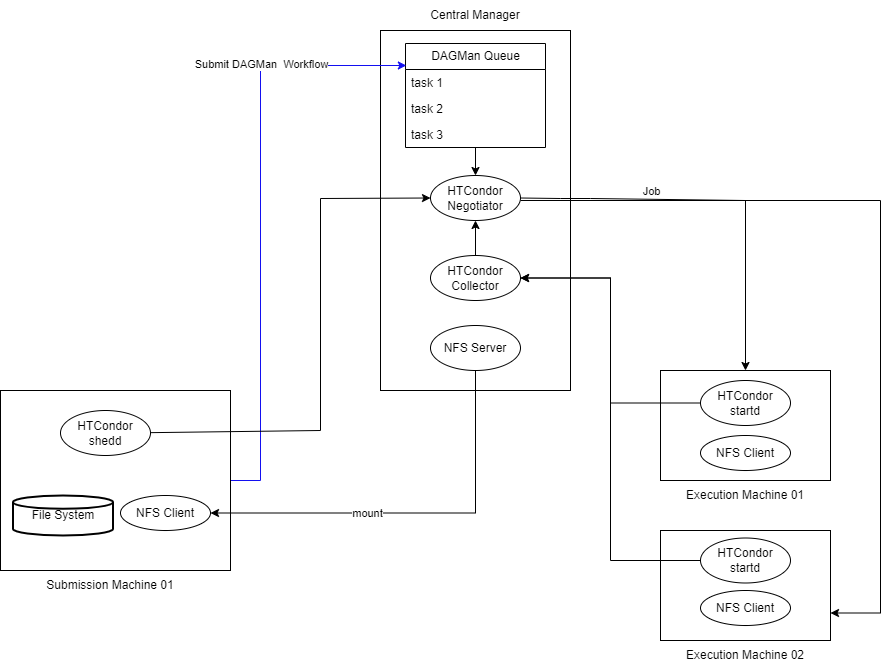 Central Manager
Submit DAGMan Workflow
DAGMan Queue
task 1
task 2
task 3
HTCondor
Negotiator
Job
HTCondor
Collector
NFS Server
HTCondor
shedd
File System
NFS Client
mount
Submission Machine 01
HTCondor
startd
NFS Client
Execution Machine 01
HTCondor
startd
NFS Client
Execution Machine 02